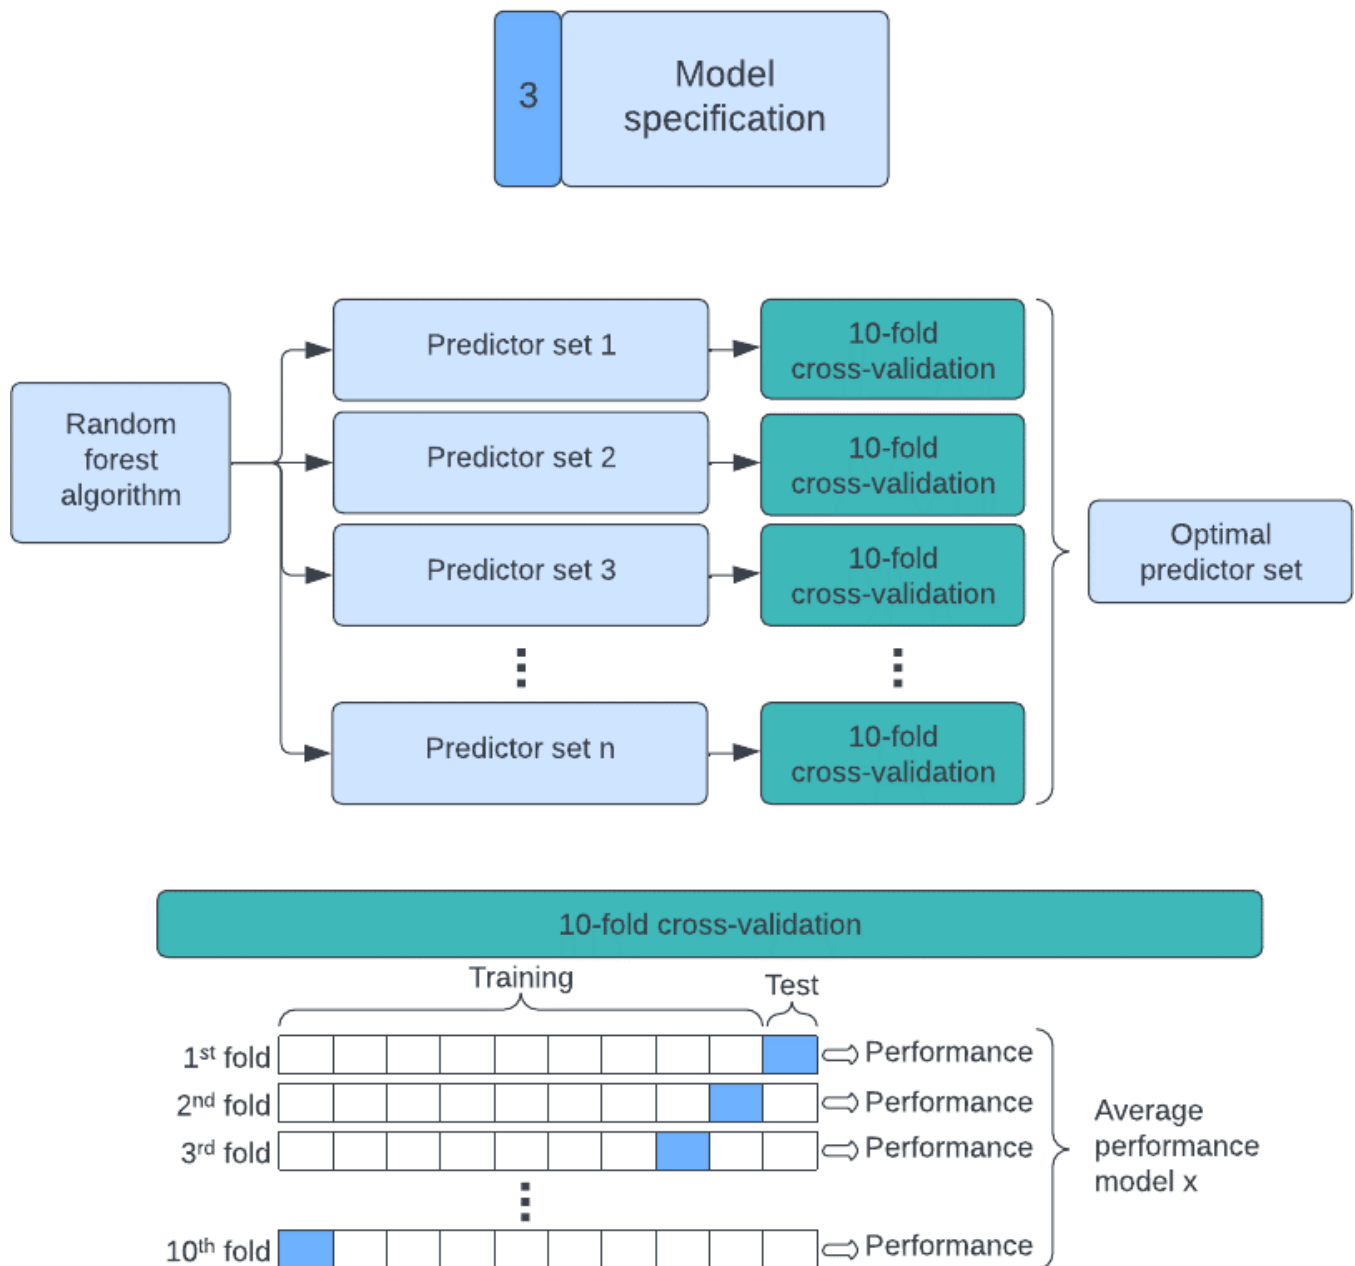 3
Model
specification
Random
forest
algorithm
Predictor set 1
10-fold
cross-validation
Predictor set 2
10-fold
cross-validation
Predictor set 3
10-fold
cross-validation
Predictor set n
10-fold
cross-validation
Optimal
predictor set
10-fold cross-validation
Training
Test
1st fold
Performance
2nd fold
Performance
3rd fold
Performance
10th fold
Performance
Average
performance
model x